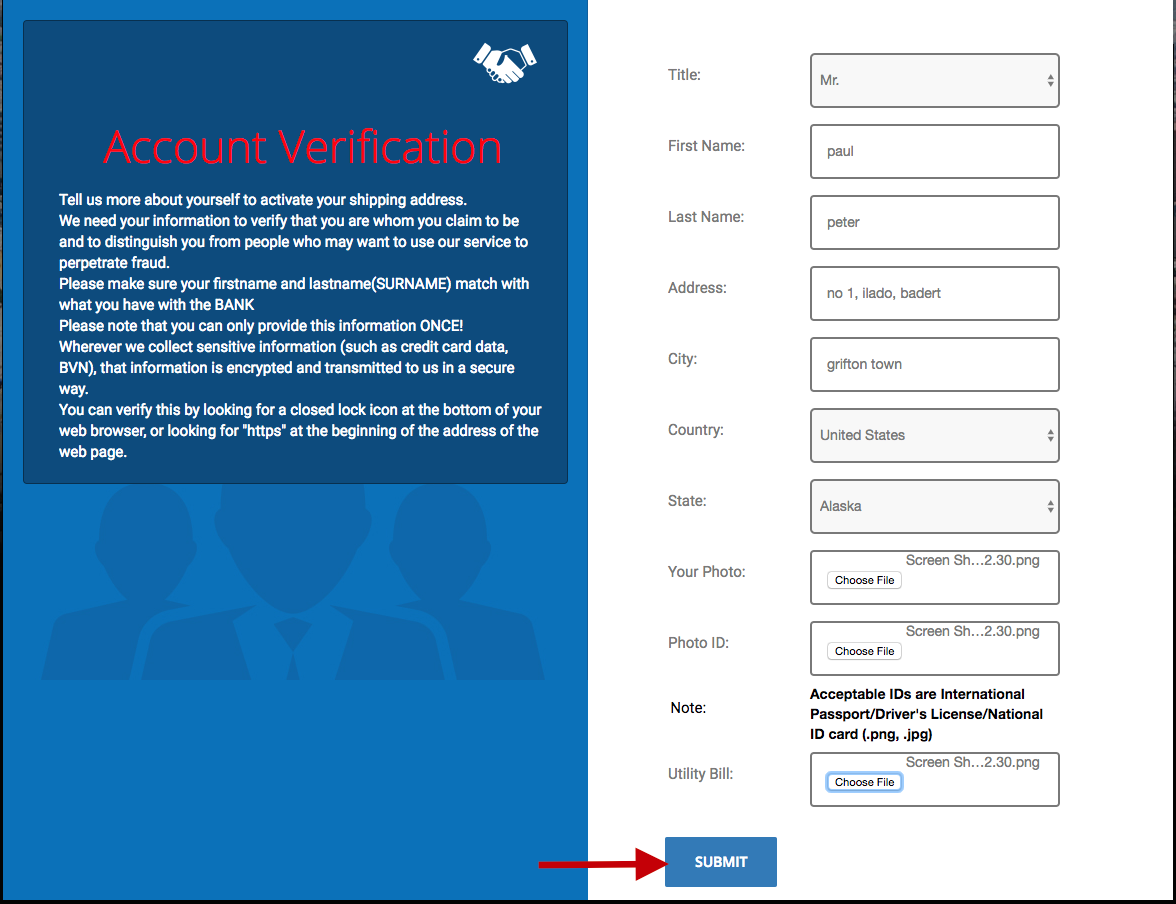 Account Verification
Tell us more about yourself to activate your shipping address.
We need your information to verify that you are whom you claim to be
and to distinguish you from people who may want to use our service to
perpetrate fraud.
Please make sure your firstname and lastname(SURNAME) match with
what you have with the BANK
Please note that you can only provide this information ONCE!
Wherever we collect sensitive information (such as credit card data,
BVN), that information is encrypted and transmitted to us in a secure
way.
You can verify this by looking for a closed lock icon at the bottom of your
web browser, or looking for "https" at the beginning of the address of the
web page.
Title: Mr.
First Name: paul
Last Name: peter
Address: no 1, ilado, badert
City: grifton town
Country: United States
State: Alaska
Your Photo: Choose File Screen Sh...2.30.png
Photo ID: Choose File Screen Sh...2.30.png
Note: Acceptable IDs are International
Passport/Driver's License/National
ID card (.png, .jpg)
Utility Bill: Choose File Screen Sh...2.30.png
SUBMIT